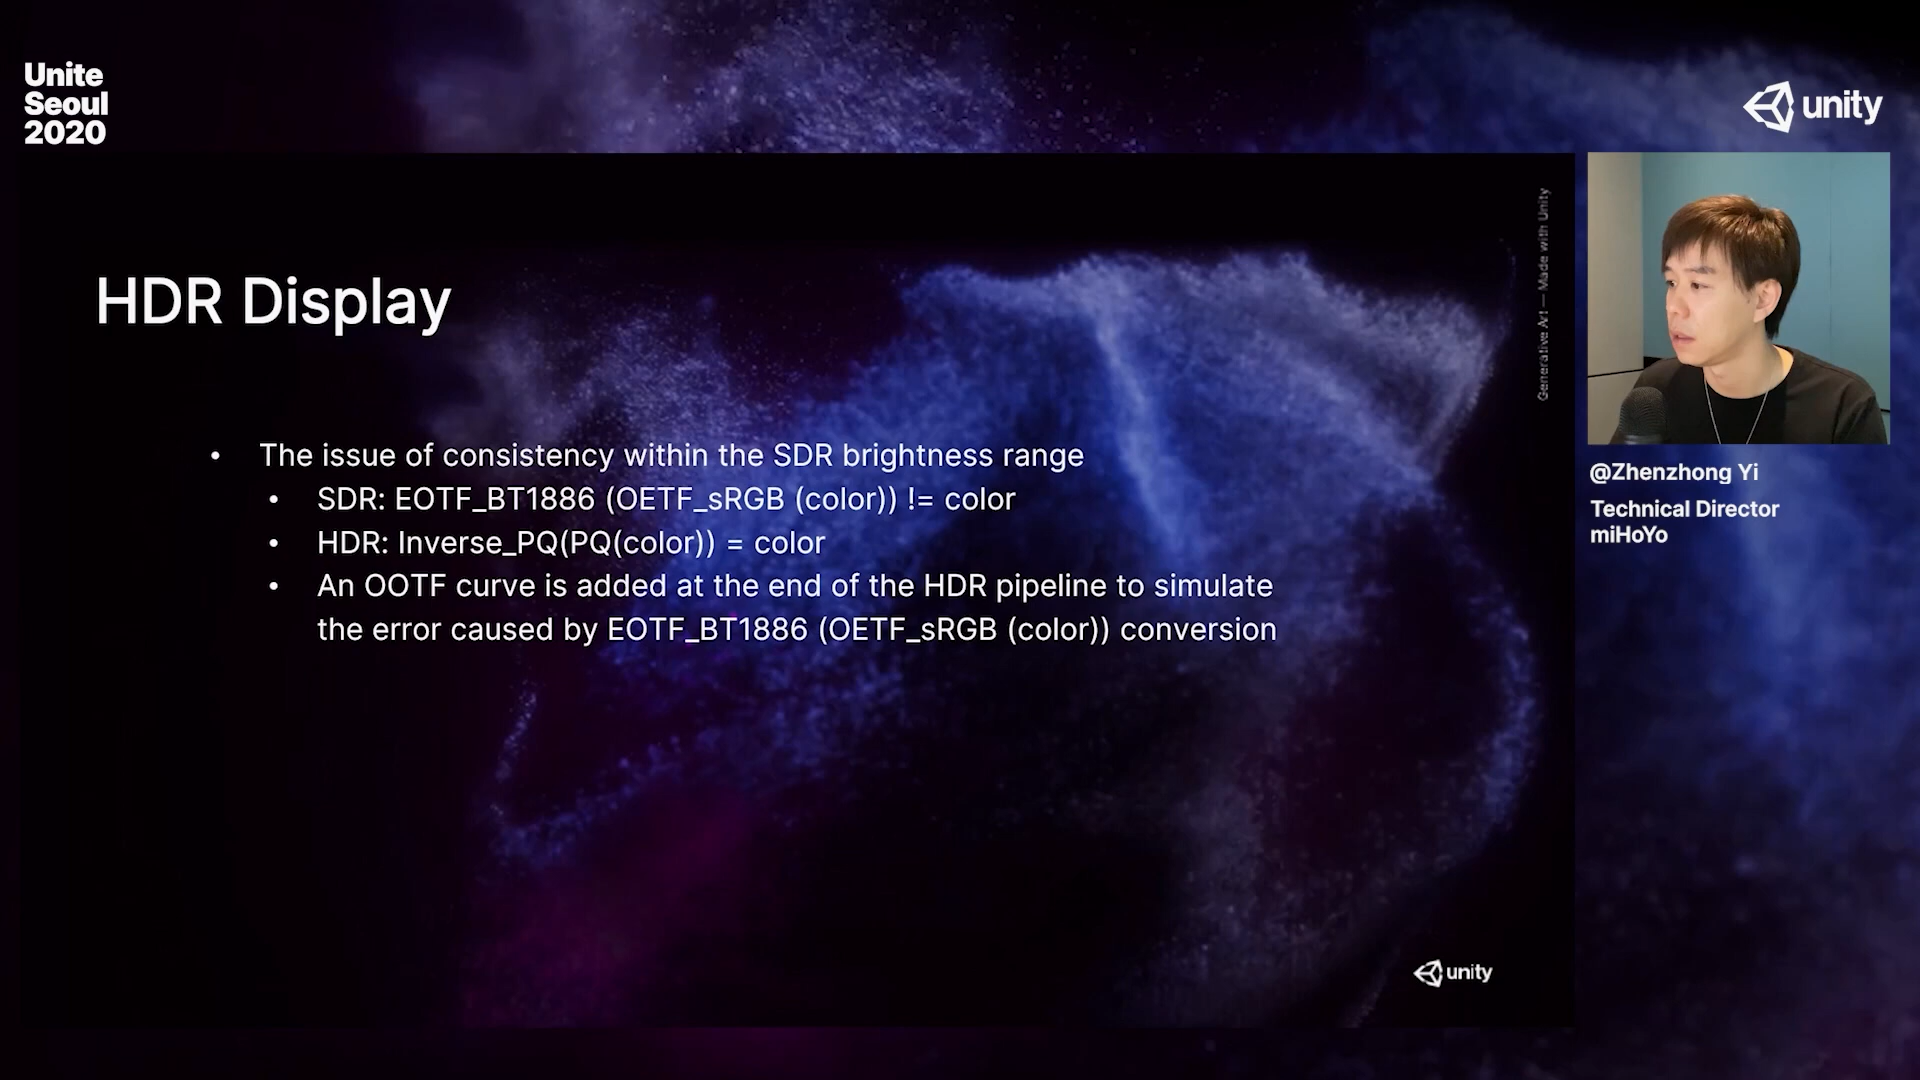 Unite
Seoul
2020
unity
Generative Art — Made with Unity
HDR Display
• The issue of consistency within the SDR brightness range
• SDR: EOTF_BT1886 (OETF_sRGB (color)) != color
• HDR: Inverse_PQ(PQ(color)) = color
• An OOTF curve is added at the end of the HDR pipeline to simulate
the error caused by EOTF_BT1886 (OETF_sRGB (color)) conversion
unity
@Zhenzhong Yi
Technical Director
miHoYo